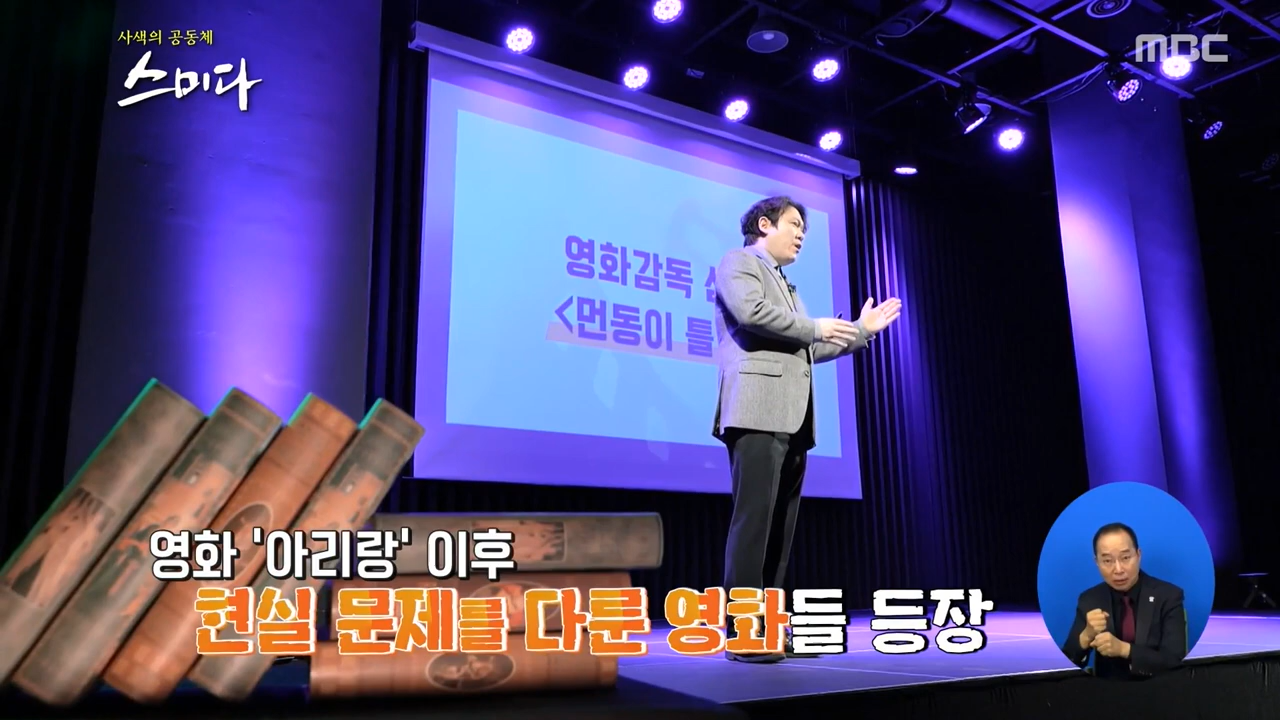 사색의 공동체
스미다
MBC
영화감독
<먼동이 틀
영화 '아리랑' 이후
현실 문제를 다룬 영화들 등장